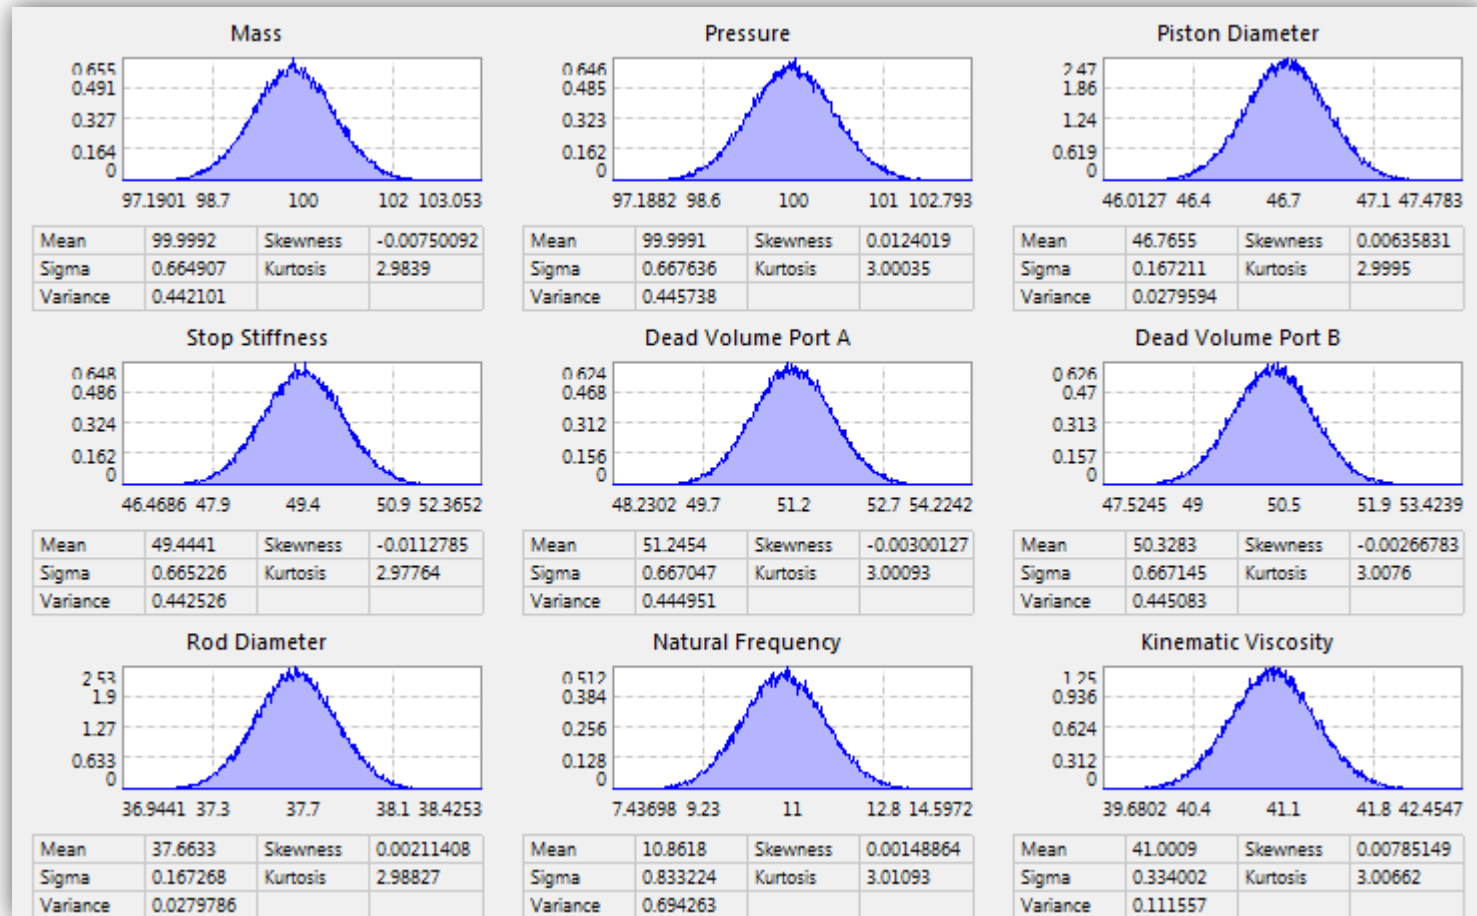 Mass
0.655
0.491
0.327
0.164
0
97.1901 98.7 100 102 103.053
Mean 99.9992 Skewness -0.00750092
Sigma 0.664907 Kurtosis 2.9839
Variance 0.442101
Pressure
0.646
0.485
0.323
0.162
0
97.1882 98.6 100 101 102.793
Mean 99.9991 Skewness 0.0124019
Sigma 0.667636 Kurtosis 3.00035
Variance 0.445738
Piston Diameter
2.47
1.86
1.24
0.619
0
46.0127 46.4 46.7 47.1 47.4783
Mean 46.7655 Skewness 0.00635831
Sigma 0.167211 Kurtosis 2.9995
Variance 0.0279594
Stop Stiffness
0.648
0.486
0.324
0.162
0
46.4686 47.9 49.4 50.9 52.3652
Mean 49.4441 Skewness -0.0112785
Sigma 0.665226 Kurtosis 2.97764
Variance 0.442526
Dead Volume Port A
0.624
0.468
0.312
0.156
0
48.2302 49.7 51.2 52.7 54.2242
Mean 51.2454 Skewness -0.00300127
Sigma 0.667047 Kurtosis 3.00093
Variance 0.444951
Dead Volume Port B
0.626
0.47
0.313
0.157
0
47.5245 49 50.5 51.9 53.4239
Mean 50.3283 Skewness -0.00266783
Sigma 0.667145 Kurtosis 3.0076
Variance 0.445083
Rod Diameter
2.53
1.9
1.27
0.633
0
36.9441 37.3 37.7 38.1 38.4253
Mean 37.6633 Skewness 0.00211408
Sigma 0.167268 Kurtosis 2.98827
Variance 0.0279786
Natural Frequency
0.512
0.384
0.256
0.128
0
7.43698 9.23 11 12.8 14.5972
Mean 10.8618 Skewness 0.00148864
Sigma 0.833224 Kurtosis 3.01093
Variance 0.694263
Kinematic Viscosity
1.25
0.936
0.624
0.312
0
39.6802 40.4 41.1 41.8 42.4547
Mean 41.0009 Skewness 0.00785149
Sigma 0.334002 Kurtosis 3.00662
Variance 0.111557